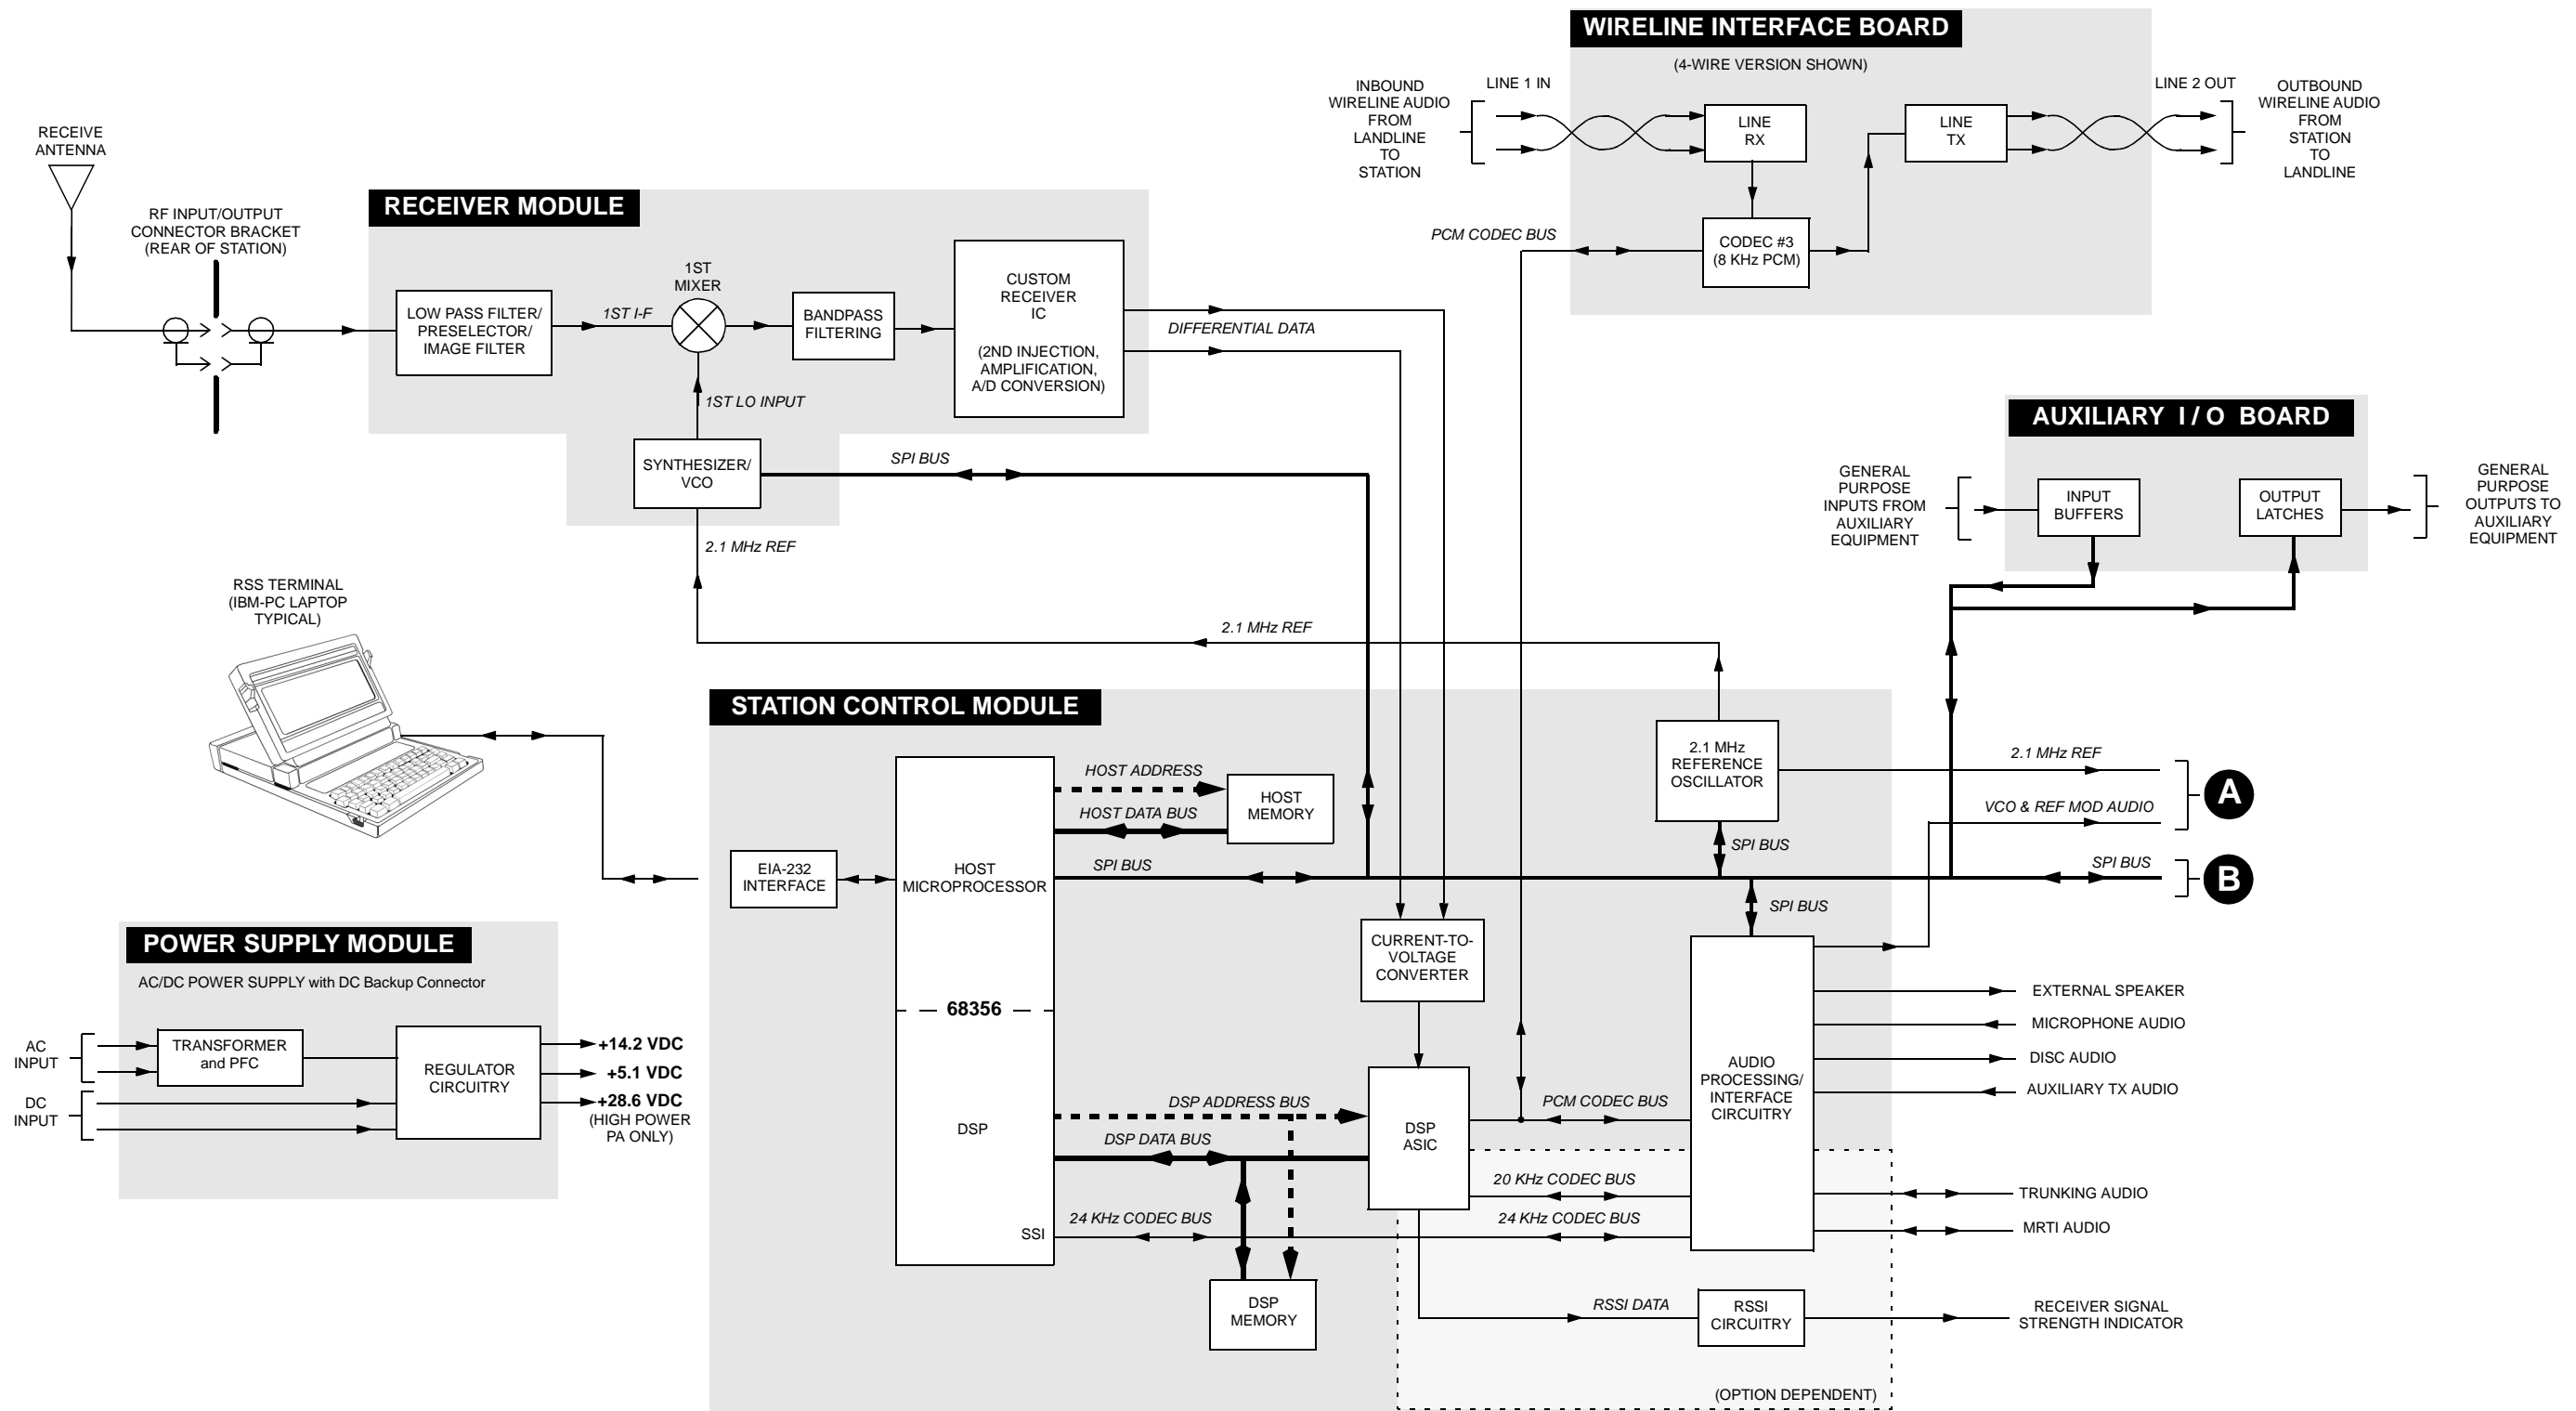 WIRELINE INTERFACE BOARD
(4-WIRE VERSION SHOWN)
INBOUND
WIRELINE AUDIO
FROM
LANDLINE
TO
STATION
LINE 1 IN
LINE
RX
LINE
TX
LINE 2 OUT
OUTBOUND
WIRELINE AUDIO
FROM
STATION
TO
LANDLINE
PCM CODEC BUS
CODEC #3
(8 KHz PCM)
RECEIVE
ANTENNA
RF INPUT/OUTPUT
CONNECTOR BRACKET
(REAR OF STATION)
RECEIVER MODULE
LOW PASS FILTER/
PRESELECTOR/
IMAGE FILTER
1ST I-F
1ST
MIXER
BANDPASS
FILTERING
CUSTOM
RECEIVER
IC
(2ND INJECTION,
AMPLIFICATION,
A/D CONVERSION)
DIFFERENTIAL DATA
1ST LO INPUT
SYNTHESIZER/
VCO
SPI BUS
2.1 MHz REF
2.1 MHz REF
AUXILIARY I / O BOARD
GENERAL
PURPOSE
INPUTS FROM
AUXILIARY
EQUIPMENT
INPUT
BUFFERS
OUTPUT
LATCHES
GENERAL
PURPOSE
OUTPUTS TO
AUXILIARY
EQUIPMENT
RSS TERMINAL
(IBM-PC LAPTOP
TYPICAL)
STATION CONTROL MODULE
2.1 MHz
REFERENCE
OSCILLATOR
2.1 MHz REF
VCO & REF MOD AUDIO
A
HOST ADDRESS
HOST DATA BUS
HOST
MEMORY
EIA-232
INTERFACE
HOST
MICROPROCESSOR
SPI BUS
SPI BUS
SPI BUS
B
SPI BUS
CURRENT-TO-
VOLTAGE
CONVERTER
68356
DSP
SSI
DSP ADDRESS BUS
DSP DATA BUS
24 KHz CODEC BUS
DSP
MEMORY
DSP
ASIC
PCM CODEC BUS
20 KHz CODEC BUS
24 KHz CODEC BUS
AUDIO
PROCESSING/
INTERFACE
CIRCUITRY
EXTERNAL SPEAKER
MICROPHONE AUDIO
DISC AUDIO
AUXILIARY TX AUDIO
TRUNKING AUDIO
MRTI AUDIO
RSSI DATA
RSSI
CIRCUITRY
RECEIVER SIGNAL
STRENGTH INDICATOR
(OPTION DEPENDENT)
POWER SUPPLY MODULE
AC/DC POWER SUPPLY with DC Backup Connector
AC
INPUT
DC
INPUT
TRANSFORMER
and PFC
REGULATOR
CIRCUITRY
+14.2 VDC
+5.1 VDC
+28.6 VDC
(HIGH POWER
PA ONLY)